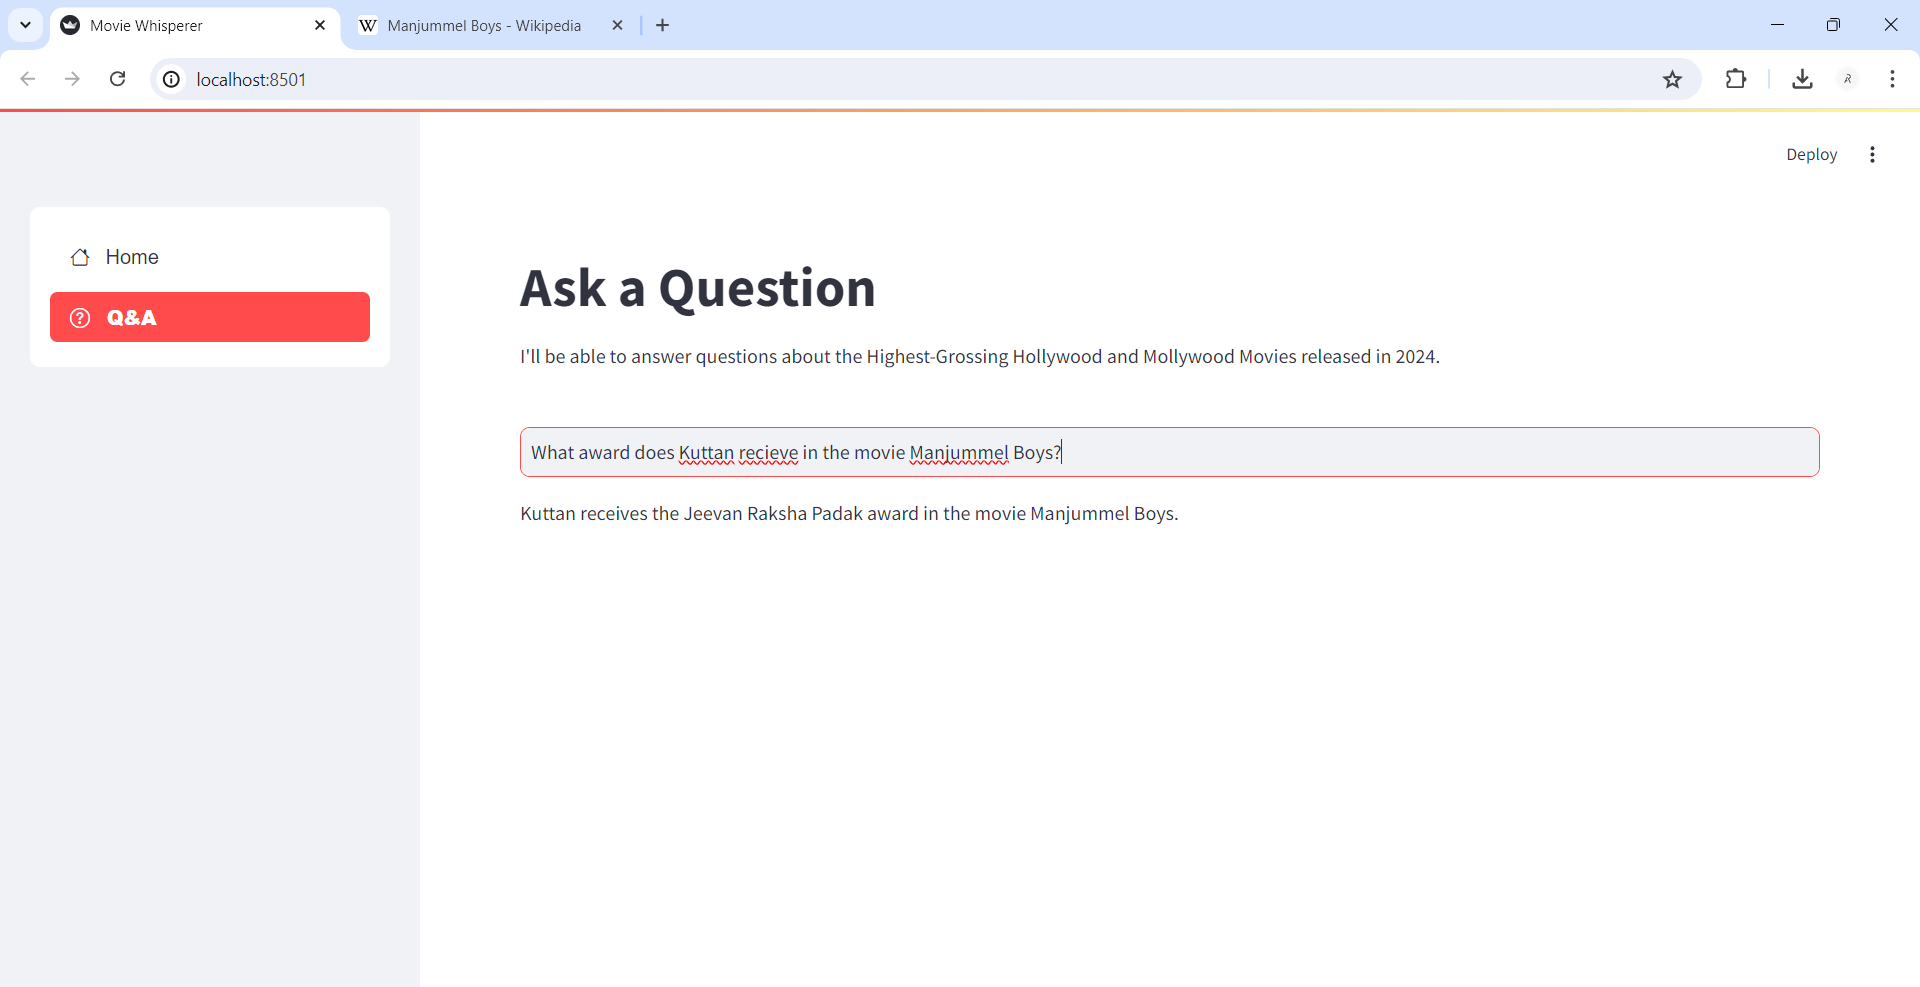 Movie Whisperer
Manjummel Boys - Wikipedia
localhost:8501
Deploy
Home
Q&A
Ask a Question
I'll be able to answer questions about the Highest-Grossing Hollywood and Mollywood Movies released in 2024.
What award does Kuttan recieve in the movie Manjummel Boys?
Kuttan receives the Jeevan Raksha Padak award in the movie Manjummel Boys.